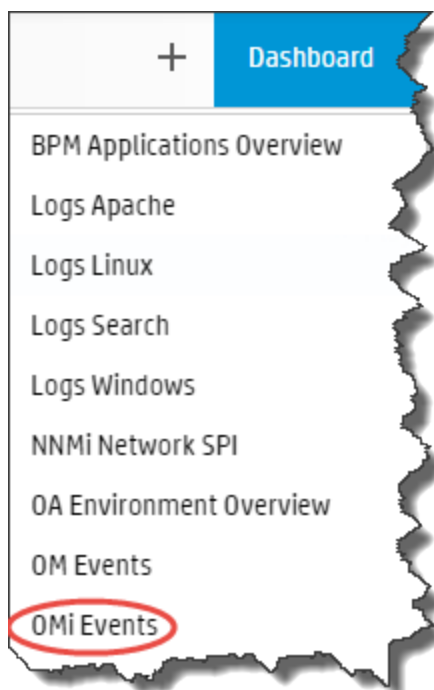 + Dashboard
BPM Applications Overview
Logs Apache
Logs Linux
Logs Search
Logs Windows
NNMi Network SPI
OA Environment Overview
OM Events
OMi Events